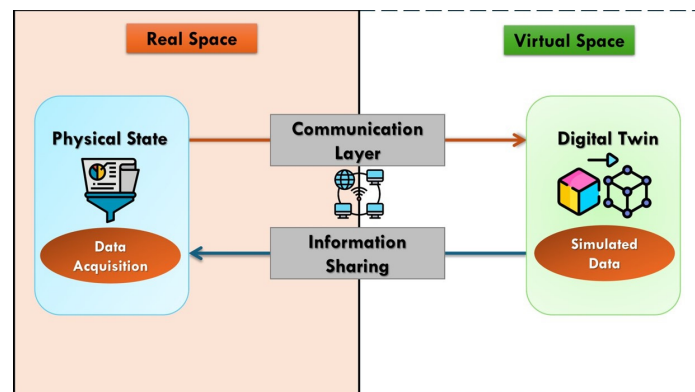 Real Space
Virtual Space
Physical State
Communication
Layer
Digital Twin
Data
Acquisition
Information
Sharing
Simulated
Data